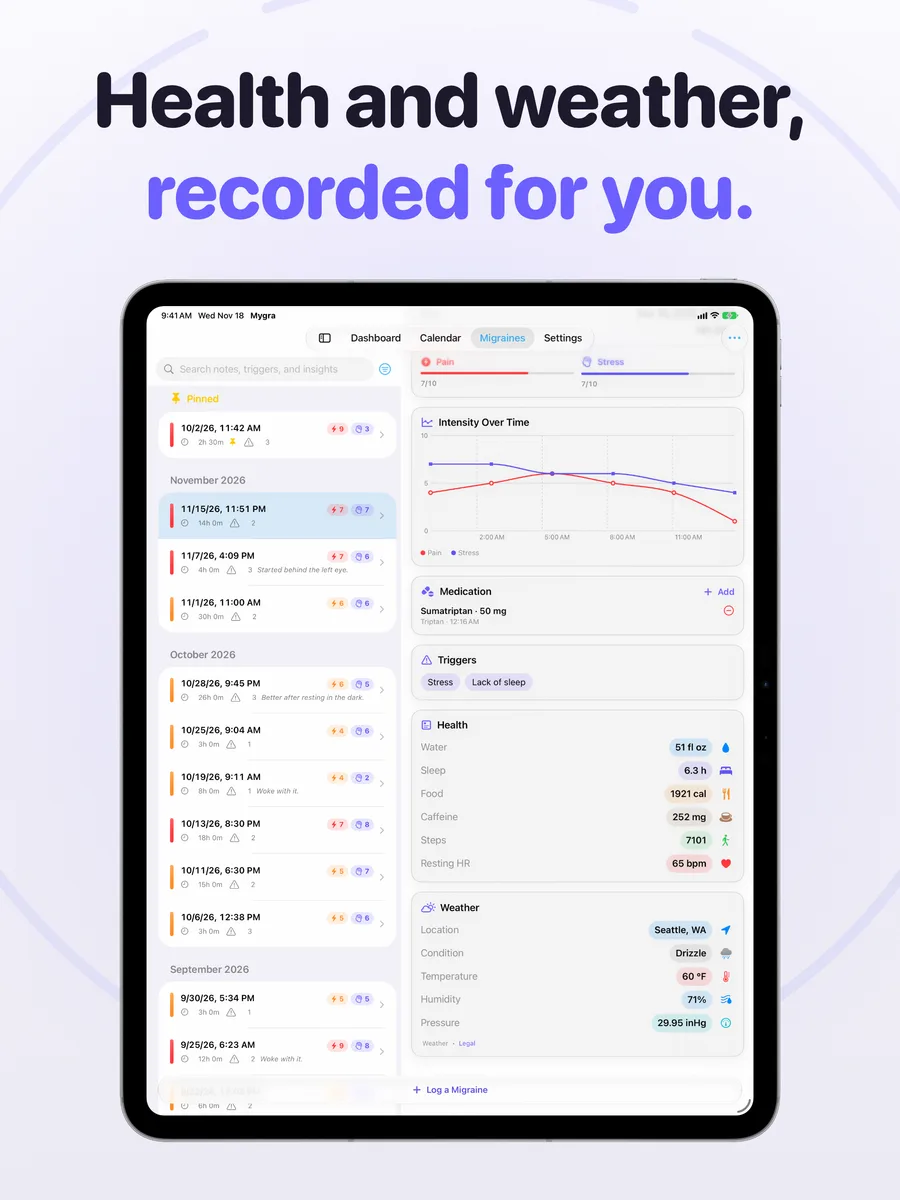 Health and weather,
recorded for you.
9:41 AM Wed Nov 18 Mygra
Dashboard Calendar Migraines Settings
Search notes, triggers, and insights
Pinned
10/2/26, 11:42 AM 9 3
2h 30m 3
November 2026
11/15/26, 11:51 PM 7 7
14h 0m 2
11/7/26, 4:09 PM 7 6
4h 0m 3 Started behind the left eye.
11/1/26, 11:00 AM 6 6
30h 0m 2
October 2026
10/28/26, 9:45 PM 6 5
26h 0m 3 Better after resting in the dark.
10/25/26, 9:04 AM 4 6
3h 0m 1
10/19/26, 9:11 AM 4 2
8h 0m 1 Woke with it.
10/13/26, 8:30 PM 7 8
18h 0m 2
10/11/26, 6:30 PM 5 7
15h 0m 2
10/6/26, 12:38 PM 5 6
3h 0m 3
September 2026
9/30/26, 5:34 PM 5 5
3h 0m 1
9/25/26, 6:23 AM 9 8
12h 0m 2 Woke with it.
6h 0m 2
Pain Stress
7/10 7/10
Intensity Over Time
10
5
0
2:00 AM 5:00 AM 8:00 AM 11:00 AM
Pain Stress
Medication + Add
Sumatriptan · 50 mg
Triptan · 12:16 AM
Triggers
Stress Lack of sleep
Health
Water 51 fl oz
Sleep 6.3 h
Food 1921 cal
Caffeine 252 mg
Steps 7101
Resting HR 65 bpm
Weather
Location Seattle, WA
Condition Drizzle
Temperature 60 °F
Humidity 71%
Pressure 29.95 inHg
Weather · Legal
+ Log a Migraine